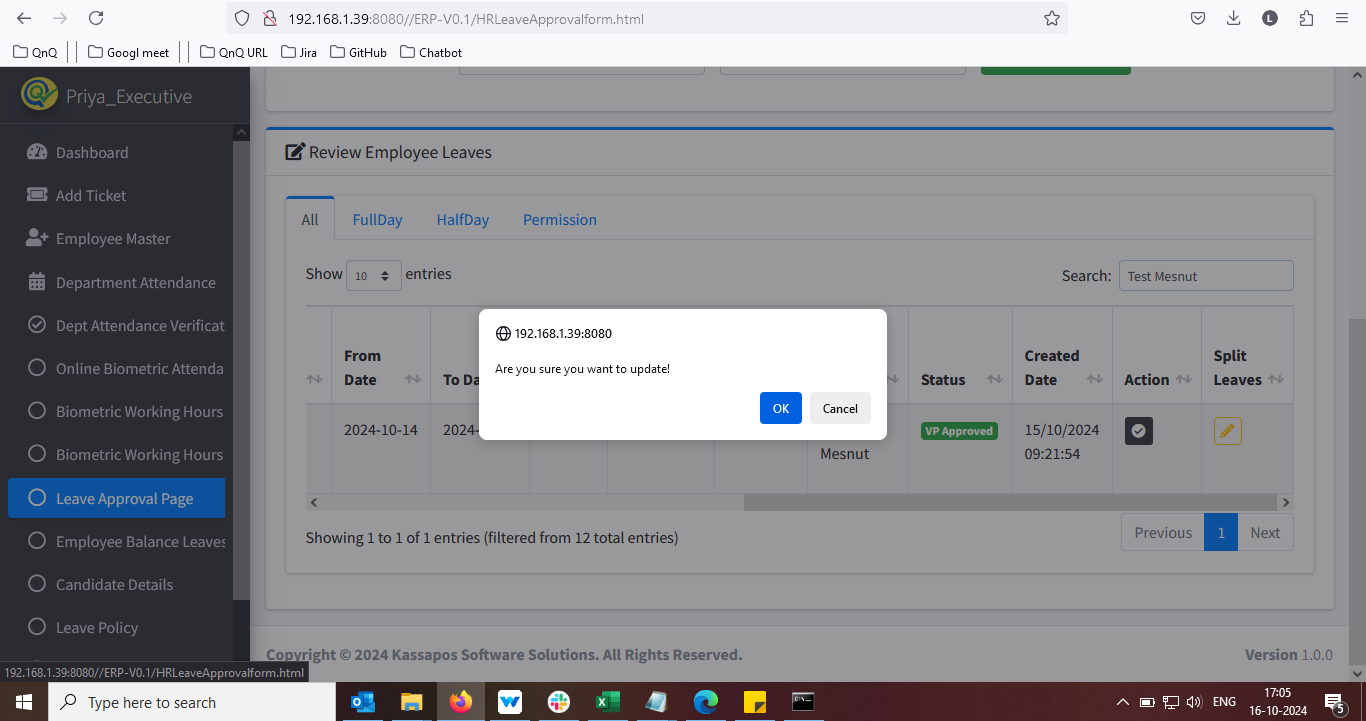 192.168.1.39:8080//ERP-V0.1/HRLeaveApprovalform.html
L
QnQ
Googl meet
QnQ URL
Jira
GitHub
Chatbot
Priya_Executive
Dashboard
Add Ticket
Employee Master
Department Attendance
Dept Attendance Verificat
Online Biometric Attenda
Biometric Working Hours
Biometric Working Hours
Leave Approval Page
Employee Balance Leaves
Candidate Details
Leave Policy
192.168.1.39:8080//ERP-V0.1/HRLeaveApprovalform.html
Review Employee Leaves
All FullDay HalfDay Permission
Show 10 entries
Search: Test Mesnut
192.168.1.39:8080
Are you sure you want to update!
OK Cancel
From Date
To Da
Status
Created Date
Action
Split Leaves
2024-10-14
2024-
Mesnut
VP Approved
15/10/2024
09:21:54
Showing 1 to 1 of 1 entries (filtered from 12 total entries)
Previous 1 Next
Copyright © 2024 Kassapos Software Solutions. All Rights Reserved.
Version 1.0.0
Type here to search
ENG
17:05
16-10-2024
5